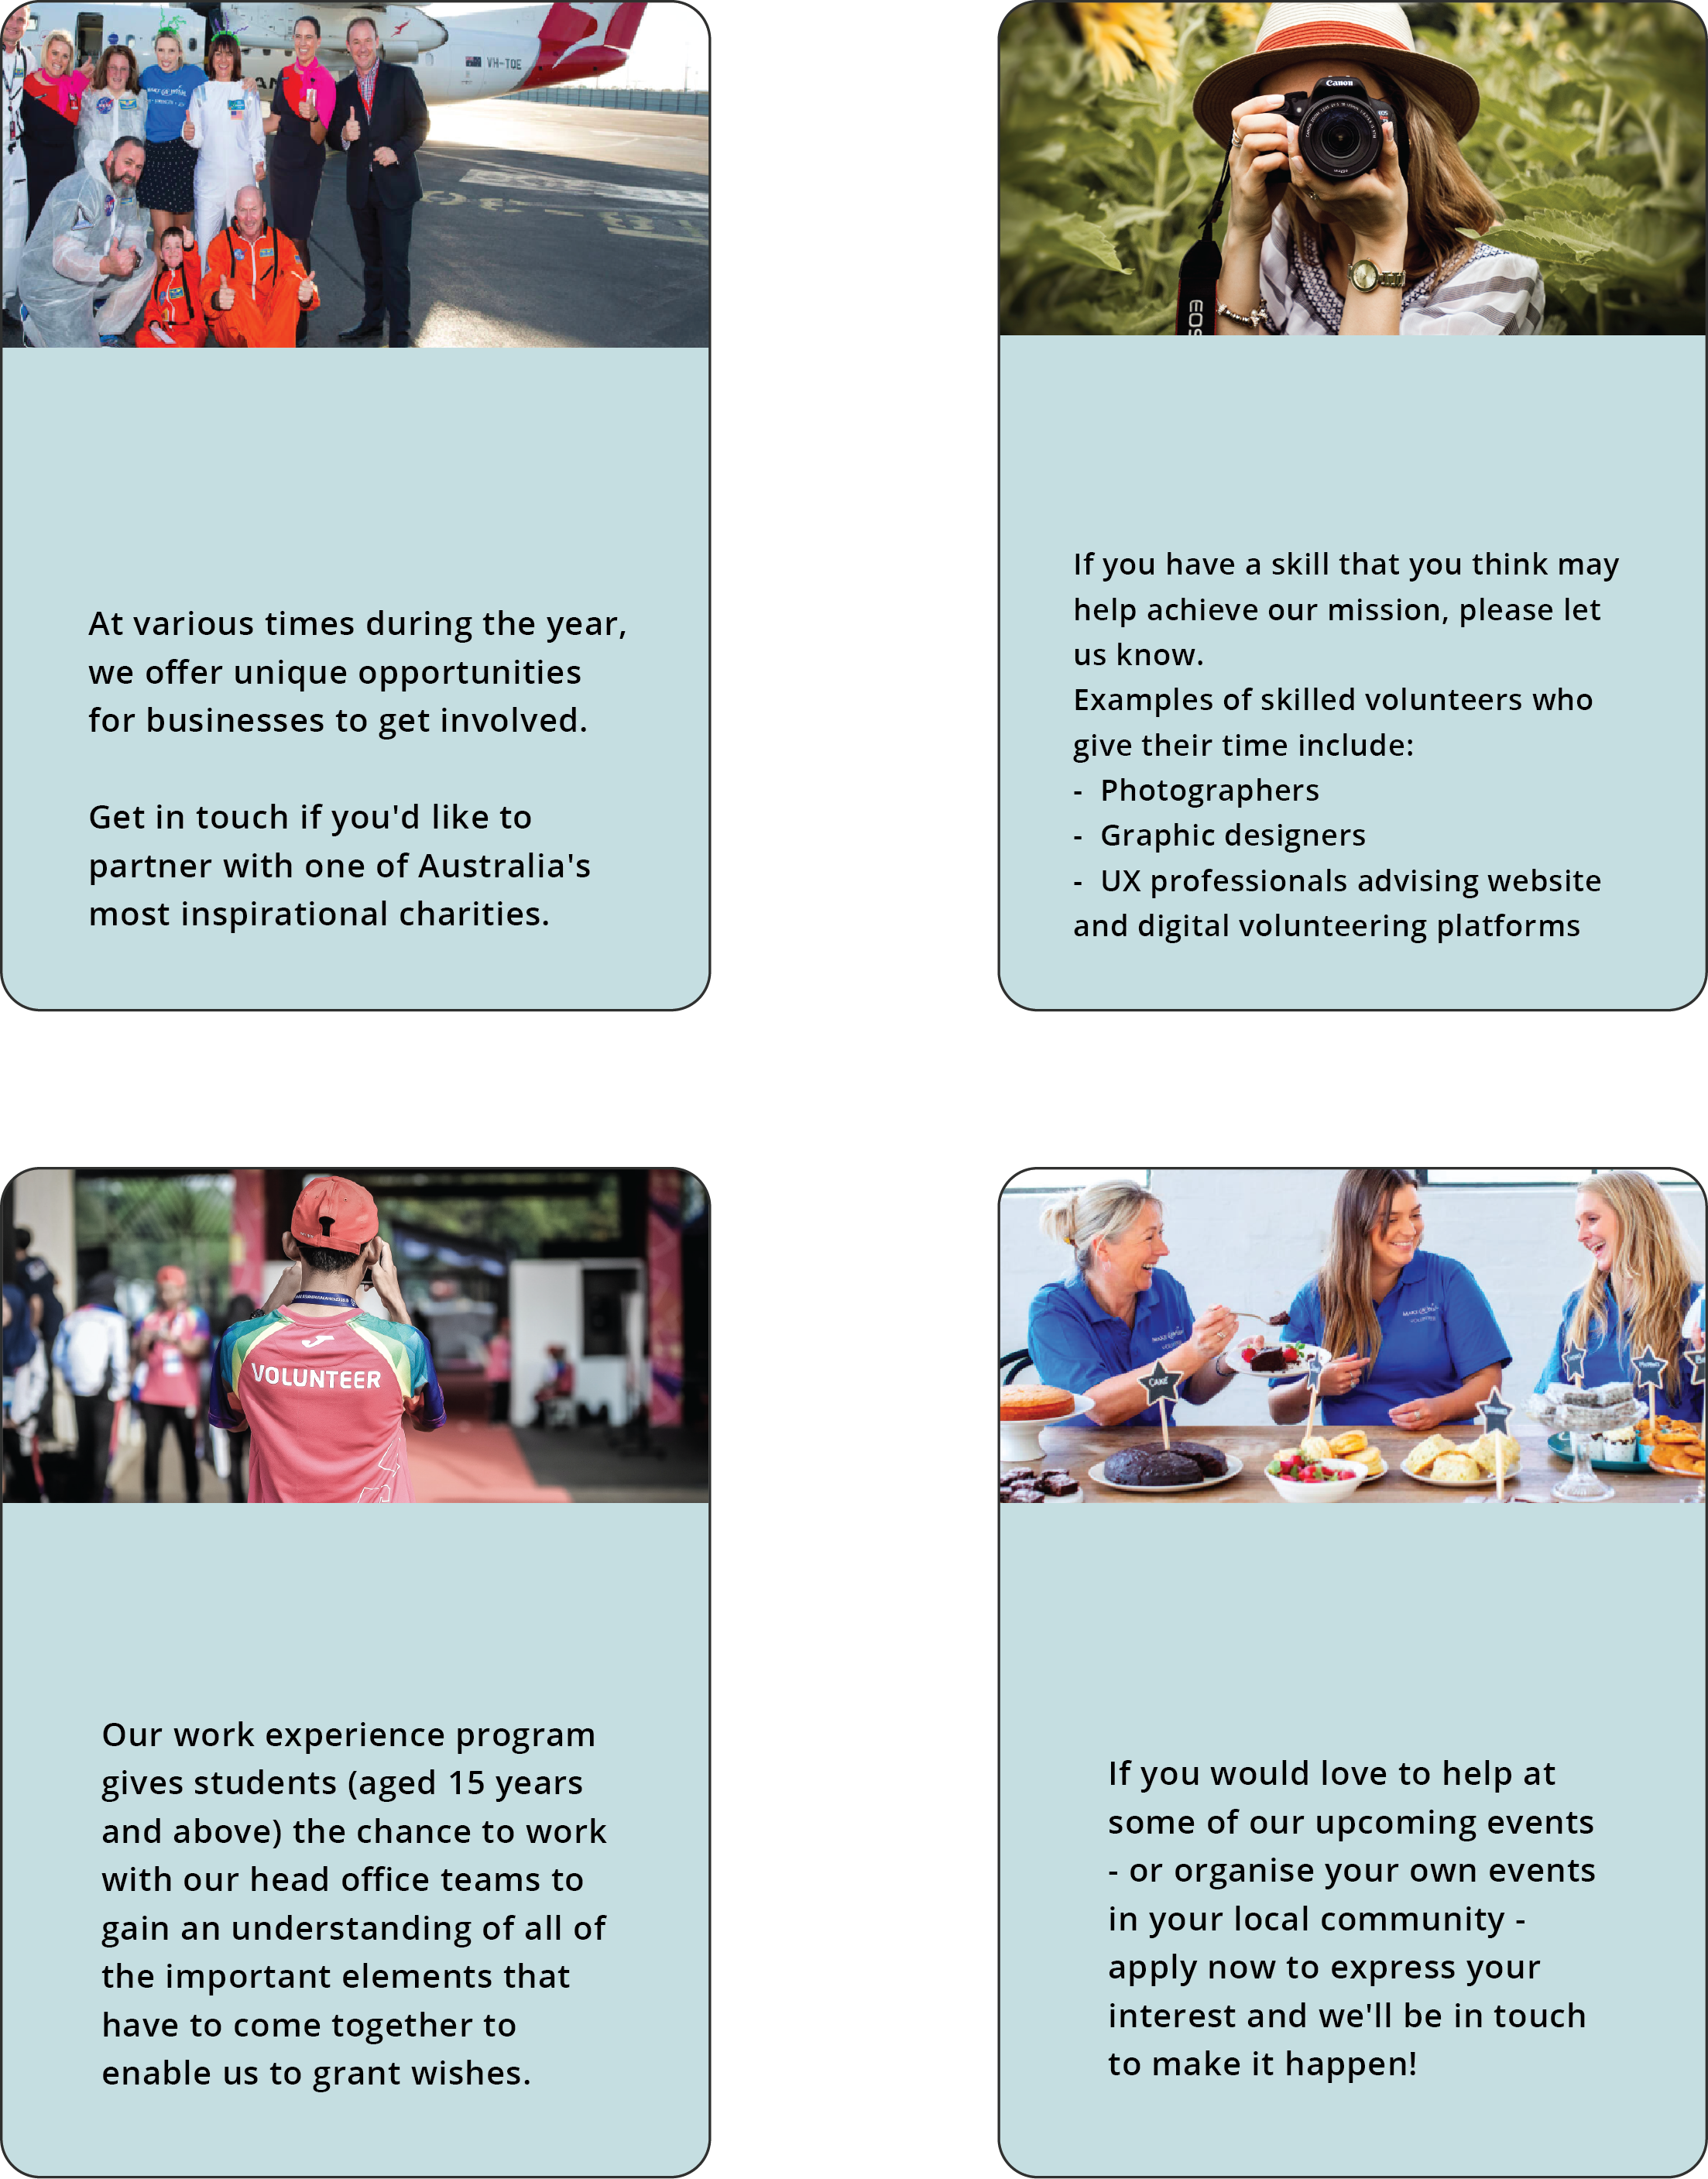 VH-TQE
MAKE A WISH
At various times during the year,
we offer unique opportunities
for businesses to get involved.
Get in touch if you'd like to
partner with one of Australia's
most inspirational charities.
Canon
EOS
If you have a skill that you think may
help achieve our mission, please let
us know.
Examples of skilled volunteers who
give their time include:
- Photographers
- Graphic designers
- UX professionals advising website
and digital volunteering platforms
VOLUNTEER
Our work experience program
gives students (aged 15 years
and above) the chance to work
with our head office teams to
gain an understanding of all of
the important elements that
have to come together to
enable us to grant wishes.
MAKE A WISH
VOLUNTEER
CAKE
If you would love to help at
some of our upcoming events
- or organise your own events
in your local community -
apply now to express your
interest and we'll be in touch
to make it happen!